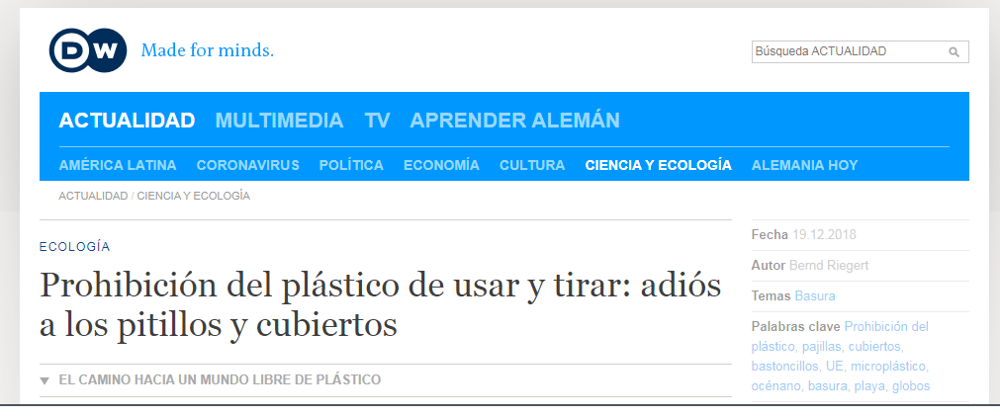 DW Made for minds.
Búsqueda ACTUALIDAD
ACTUALIDAD MULTIMEDIA TV APRENDER ALEMÁN
AMÉRICA LATINA CORONAVIRUS POLÍTICA ECONOMÍA CULTURA CIENCIA Y ECOLOGÍA ALEMANIA HOY
ACTUALIDAD / CIENCIA Y ECOLOGÍA
ECOLOGÍA
Prohibición del plástico de usar y tirar: adiós
a los pitillos y cubiertos
EL CAMINO HACIA UN MUNDO LIBRE DE PLÁSTICO
Fecha 19.12.2018
Autor Bernd Riegert
Temas Basura
Palabras clave Prohibición del
plástico, pajillas, cubiertos,
bastoncillos, UE, microplástico,
océnano, basura, playa, globos